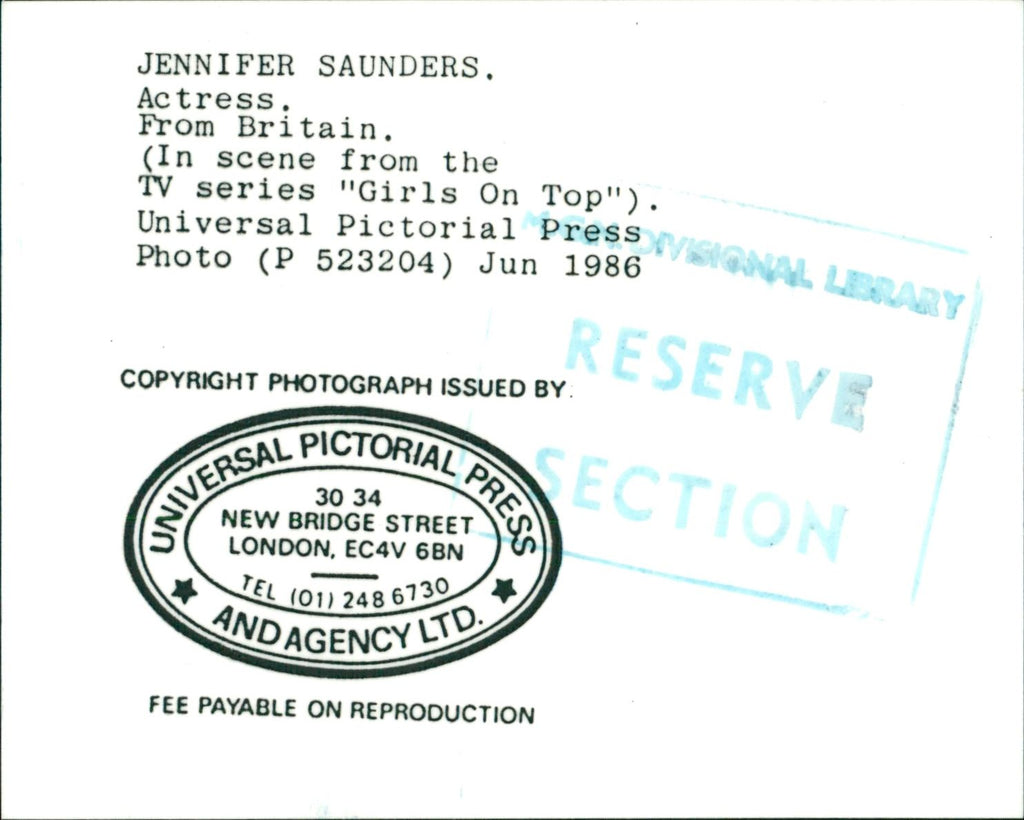 JENNIFER SAUNDERS.
Actress.
From Britain.
(In scene from the
TV series "Girls On Top").
Universal Pictorial Press
Photo (P 523204) Jun 1986
M.G.N. DIVISIONAL LIBRARY
RESERVE
SECTION
COPYRIGHT PHOTOGRAPH ISSUED BY:
UNIVERSAL PICTORIAL PRESS
30 34
NEW BRIDGE STREET
LONDON, EC4V 6BN
TEL (01) 248 6730
AND AGENCY LTD.
FEE PAYABLE ON REPRODUCTION